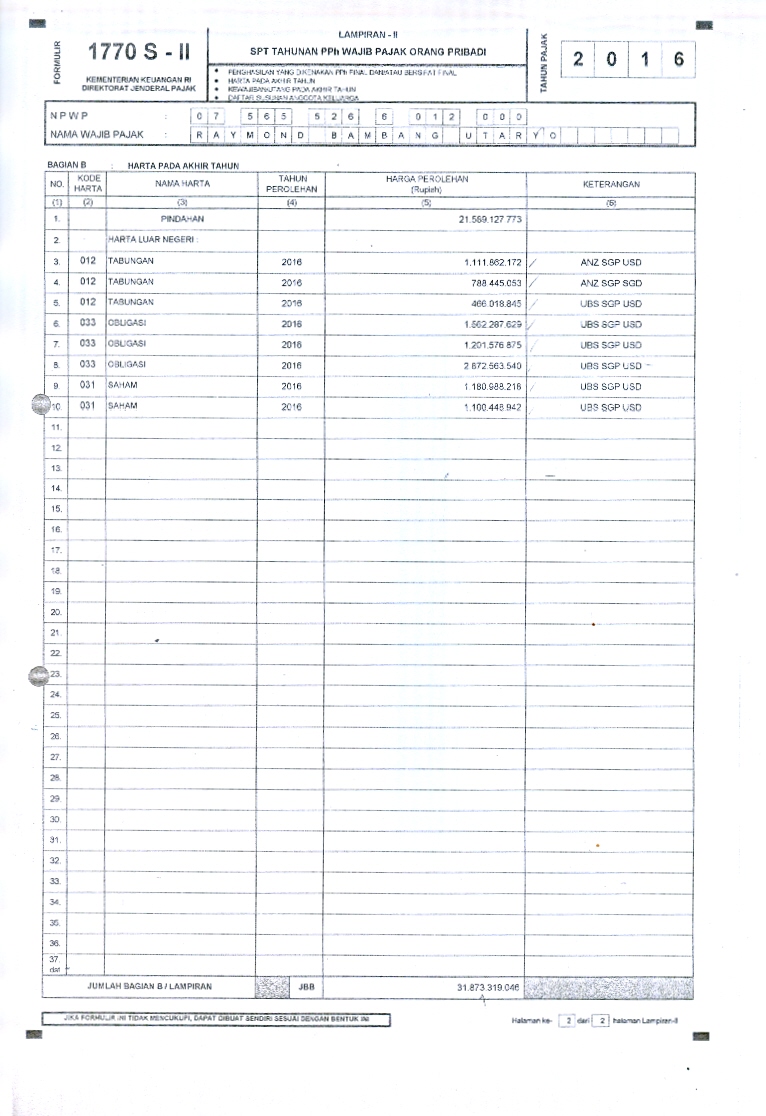 LAMPIRAN - II
FORMULIR
1770 S - II
SPT TAHUNAN PPh WAJIB PAJAK ORANG PRIBADI
TAHUN PAJAK
2 0 1 6
KEMENTERIAN KEUANGAN RI
DIREKTORAT JENDERAL PAJAK
• PENGHASILAN YANG DIKENAKAN PPh FINAL DAN/ATAU BERSIFAT FINAL
• HARTA PADA AKHIR TAHUN
• KEWAJIBAN/UTANG PADA AKHIR TAHUN
• DAFTAR SUSUNAN ANGGOTA KELUARGA
N P W P : 0 7 5 6 5 5 2 6 6 0 1 2 0 0 0
NAMA WAJIB PAJAK : R A Y M O N D B A M B A N G U T A R Y O
BAGIAN B : HARTA PADA AKHIR TAHUN
NO. KODE HARTA NAMA HARTA TAHUN PEROLEHAN HARGA PEROLEHAN (Rupiah) KETERANGAN
(1) (2) (3) (4) (5) (6)
1. PINDAHAN 21.589.127.773
2. HARTA LUAR NEGERI :
3. 012 TABUNGAN 2016 1.111.862.172 ANZ SGP USD
4. 012 TABUNGAN 2016 788.445.053 ANZ SGP SGD
5. 012 TABUNGAN 2016 466.018.845 UBS SGP USD
6. 033 OBLIGASI 2016 1.562.287.629 UBS SGP USD
7. 033 OBLIGASI 2016 1.201.576.875 UBS SGP USD
8. 033 OBLIGASI 2016 2.872.563.540 UBS SGP USD
9. 031 SAHAM 2016 1.180.988.218 UBS SGP USD
10. 031 SAHAM 2016 1.100.448.942 UBS SGP USD
11.
12.
13.
14.
15.
16.
17.
18.
19.
20.
21.
22.
23.
24.
25.
26.
27.
28.
29.
30.
31.
32.
33.
34.
35.
36.
37.
dst
JUMLAH BAGIAN B / LAMPIRAN JBB 31.873.319.046
JIKA FORMULIR INI TIDAK MENCUKUPI, DAPAT DIBUAT SENDIRI SESUAI DENGAN BENTUK INI
Halaman ke- 2 dari 2 halaman Lampiran-II